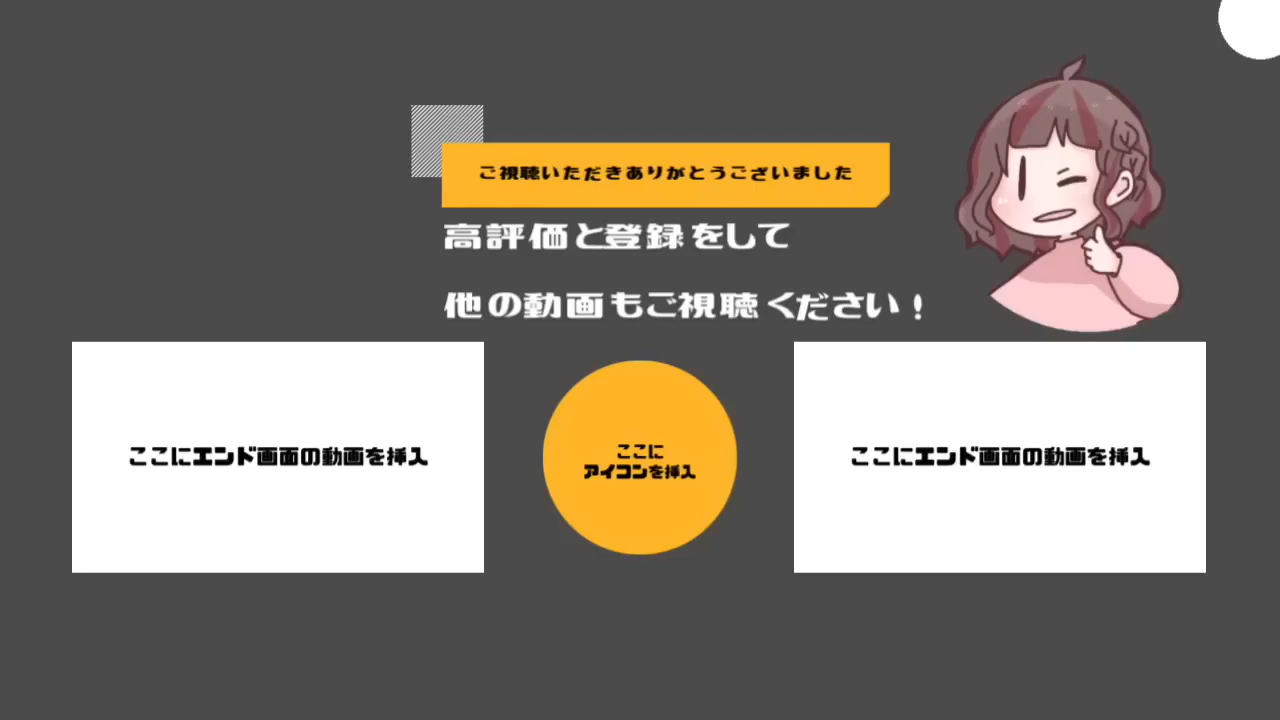 ご視聴いただきありがとうございました
高評価と登録をして
他の動画もご視聴ください！
ここにエンド画面の動画を挿入
ここに
アイコンを挿入
ここにエンド画面の動画を挿入